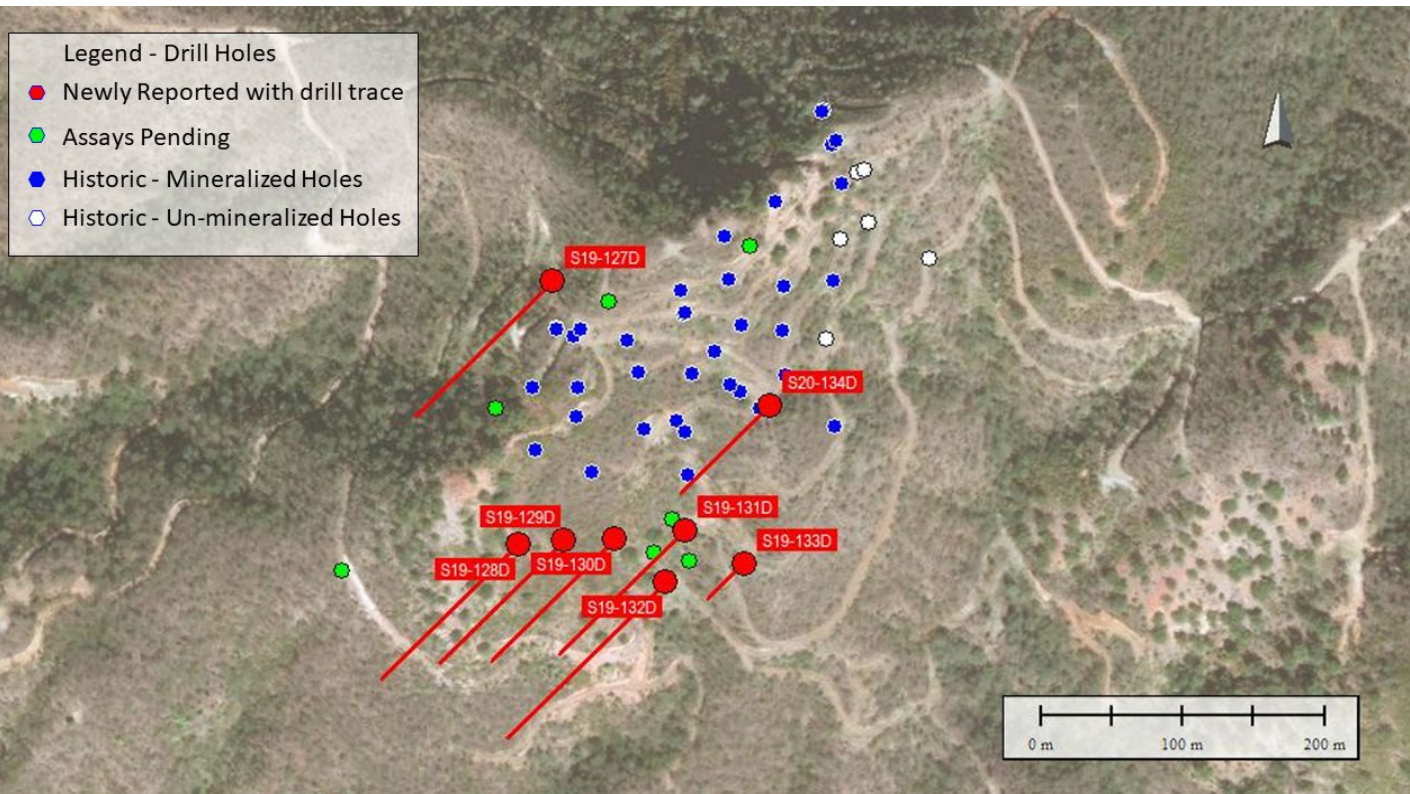 Legend - Drill Holes
Newly Reported with drill trace
Assays Pending
Historic - Mineralized Holes
Historic - Un-mineralized Holes
S19-127D
S20-134D
S19-131D
S19-129D
S19-133D
S19-130D
S19-128D
S19-132D
0 m 100 m 200 m